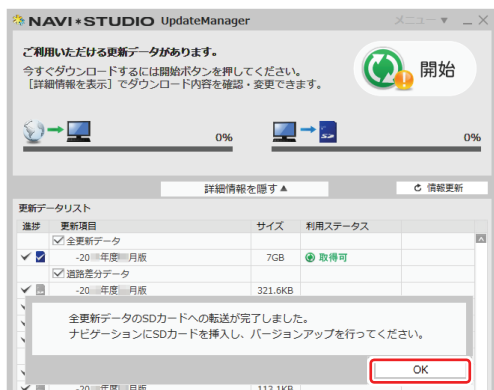 NAVI*STUDIO UpdateManager
メニュー ▼
ご利用いただける更新データがあります。
今すぐダウンロードするには開始ボタンを押してください。
[詳細情報を表示]でダウンロード内容を確認・変更できます。
開始
0%
0%
詳細情報を隠す▲
情報更新
更新データリスト
進捗 更新項目 サイズ 利用ステータス
全更新データ
-20 年度 月版 7GB 取得可
道路差分データ
-20 年度 月版 321.6KB
全更新データのSDカードへの転送が完了しました。
ナビゲーションにSDカードを挿入し、バージョンアップを行ってください。
OK
-20 年度 月版 113.1KB